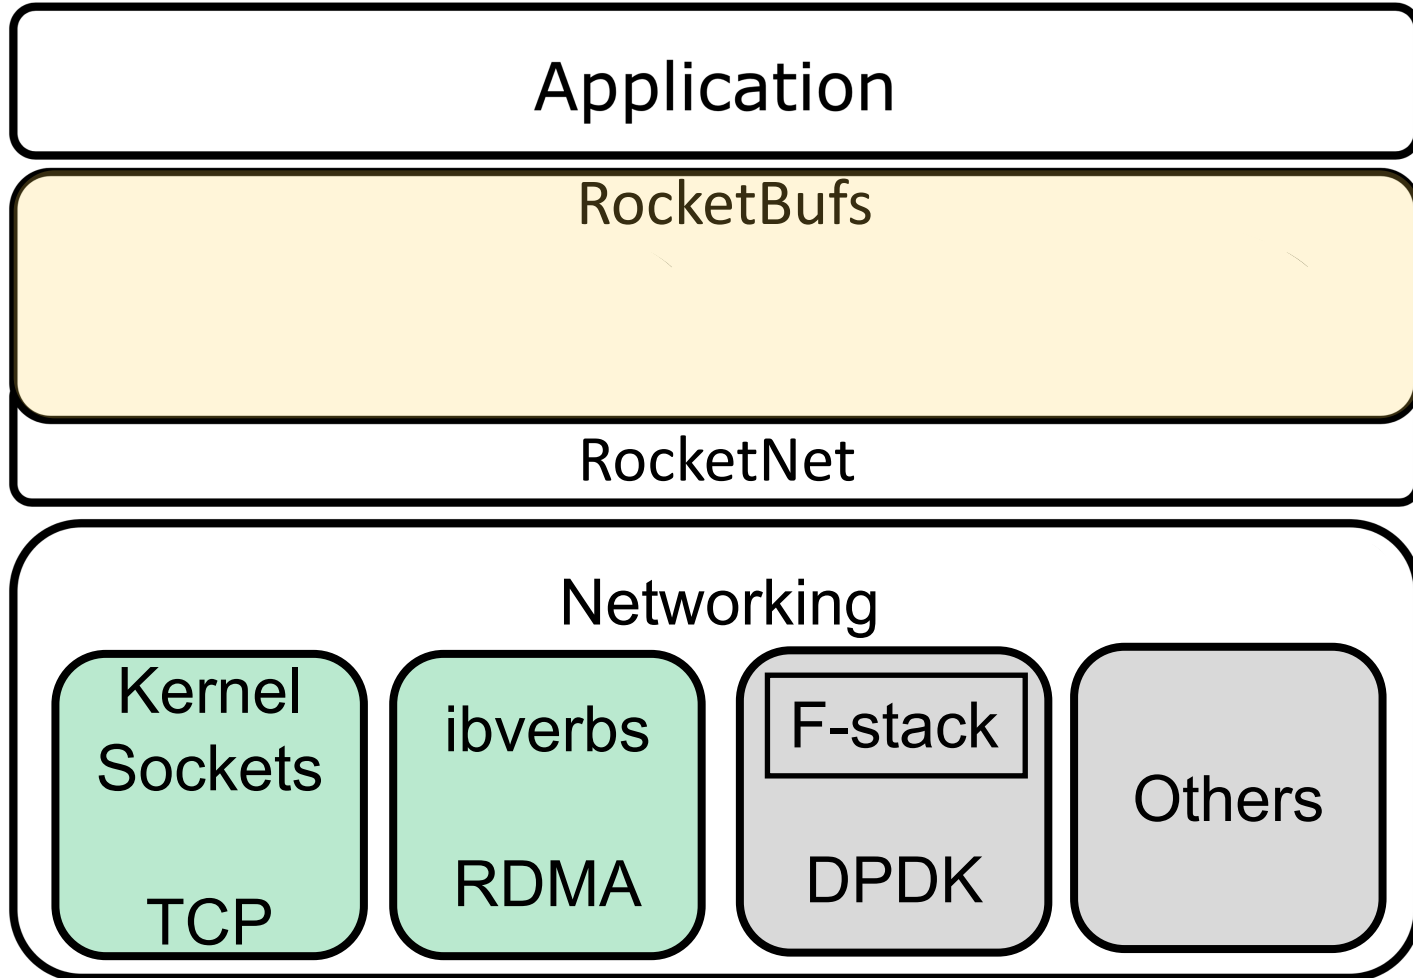 Application
RocketBufs
RocketNet
Networking
Kernel
Sockets
TCP
ibverbs
RDMA
F-stack
DPDK
Others